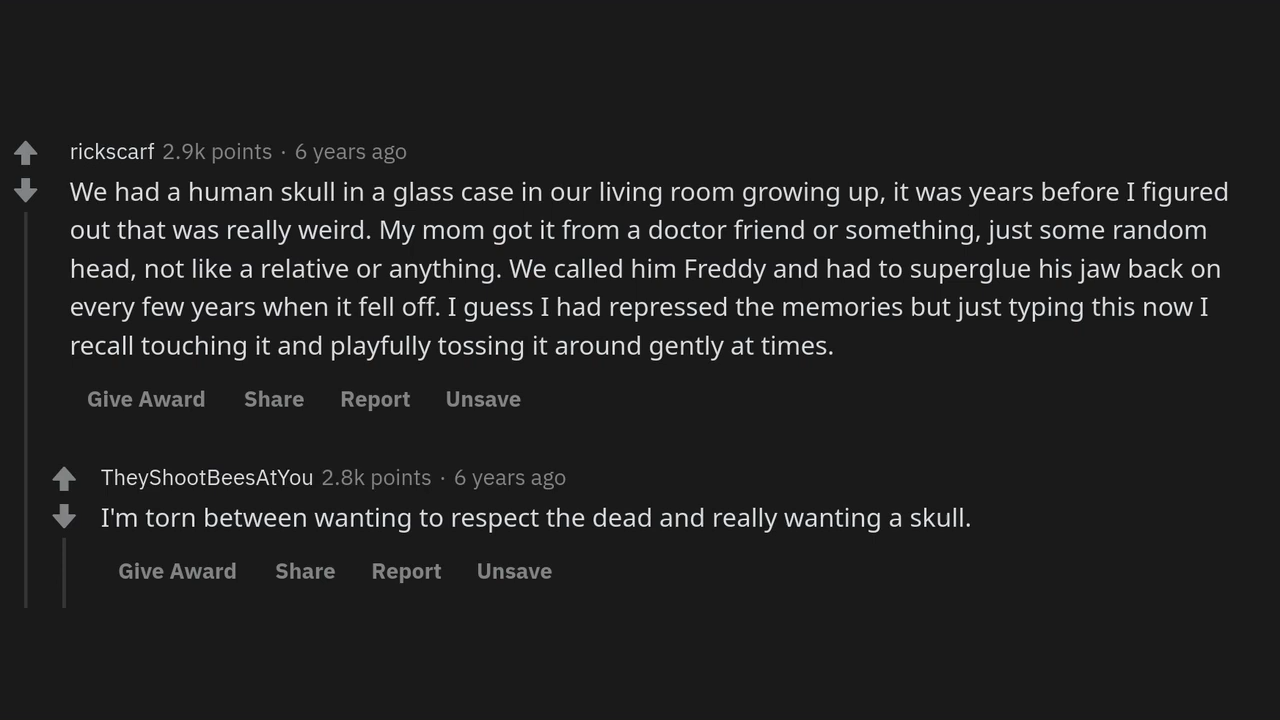 rickscarf 2.9k points · 6 years ago
We had a human skull in a glass case in our living room growing up, it was years before I figured
out that was really weird. My mom got it from a doctor friend or something, just some random
head, not like a relative or anything. We called him Freddy and had to superglue his jaw back on
every few years when it fell off. I guess I had repressed the memories but just typing this now I
recall touching it and playfully tossing it around gently at times.
Give Award Share Report Unsave
TheyShootBeesAtYou 2.8k points · 6 years ago
I'm torn between wanting to respect the dead and really wanting a skull.
Give Award Share Report Unsave